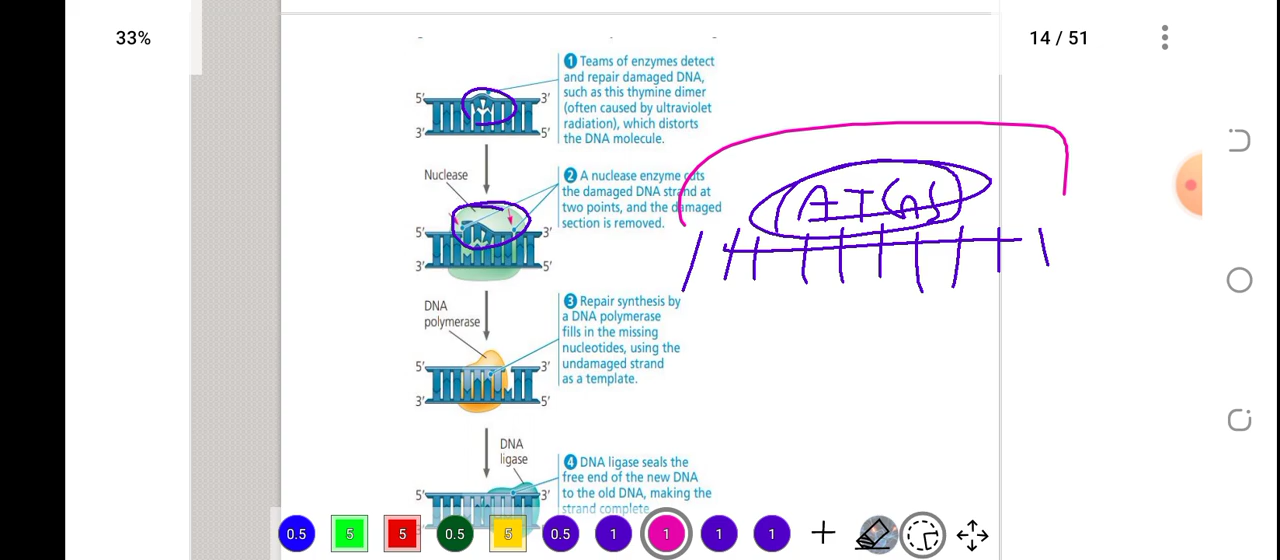 33%
14 / 51
5'
3'
3'
5'
1 Teams of enzymes detect
and repair damaged DNA,
such as this thymine dimer
(often caused by ultraviolet
radiation), which distorts
the DNA molecule.
Nuclease
2 A nuclease enzyme cuts
the damaged DNA strand at
two points, and the damaged
section is removed.
5'
3'
3'
5'
DNA
polymerase
3 Repair synthesis by
a DNA polymerase
fills in the missing
nucleotides, using the
undamaged strand
as a template.
5'
3'
3'
5'
DNA
ligase
4 DNA ligase seals the
free end of the new DNA
to the old DNA, making the
strand complete.
5'
3'
0.5
5
5
0.5
5
0.5
1
1
1
1